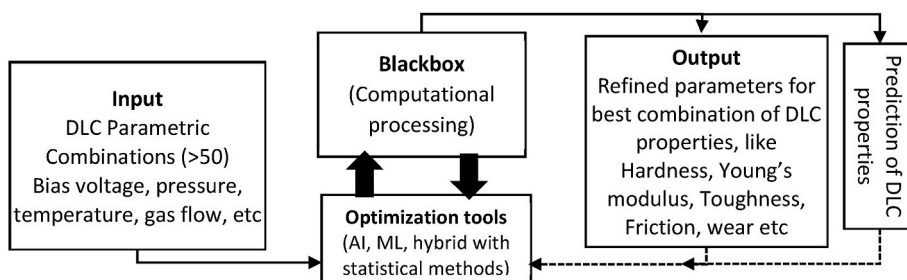 Input
DLC Parametric
Combinations (>50)
Bias voltage, pressure,
temperature, gas flow, etc
Blackbox
(Computational
processing)
Optimization tools
(AI, ML, hybrid with
statistical methods)
Output
Refined parameters for
best combination of DLC
properties, like
Hardness, Young's
modulus, Toughness,
Friction, wear etc
Prediction of DLC
properties